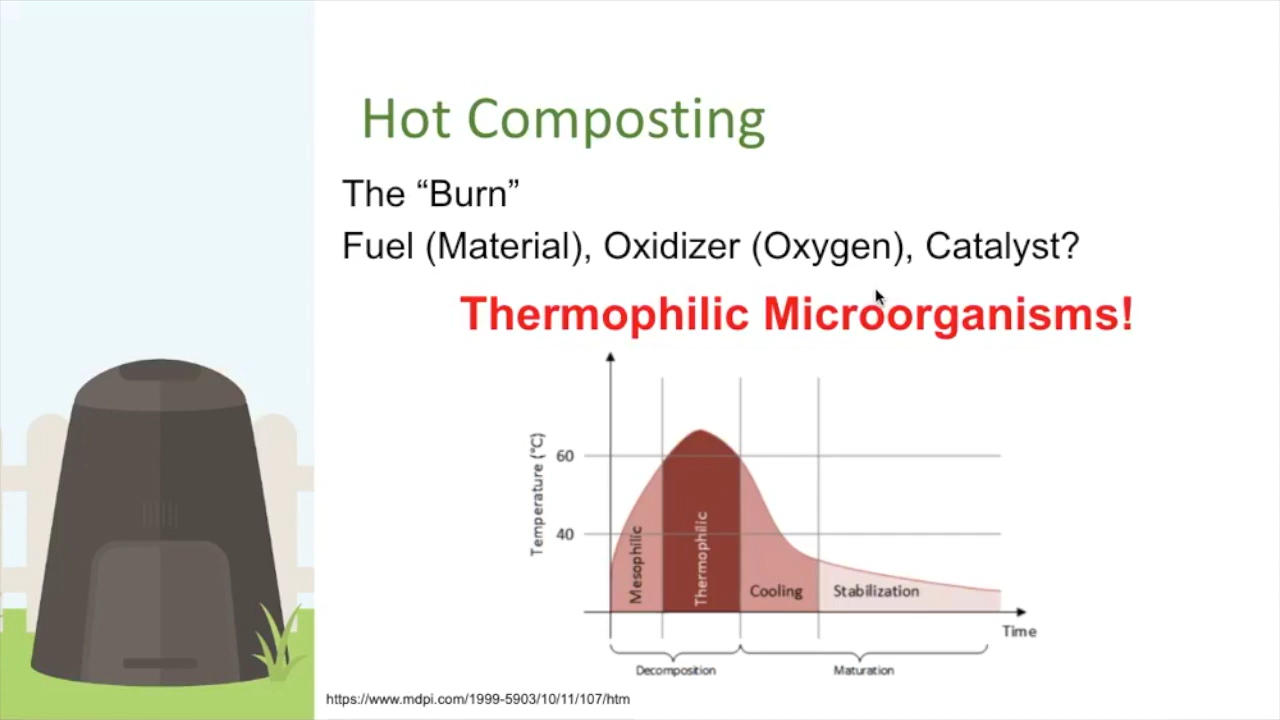 Hot Composting
The “Burn”
Fuel (Material), Oxidizer (Oxygen), Catalyst?
Thermophilic Microorganisms!
Temperature (°C)
60
40
Mesophilic
Thermophilic
Cooling
Stabilization
Time
Decomposition
Maturation
https://www.mdpi.com/1999-5903/10/11/107/htm